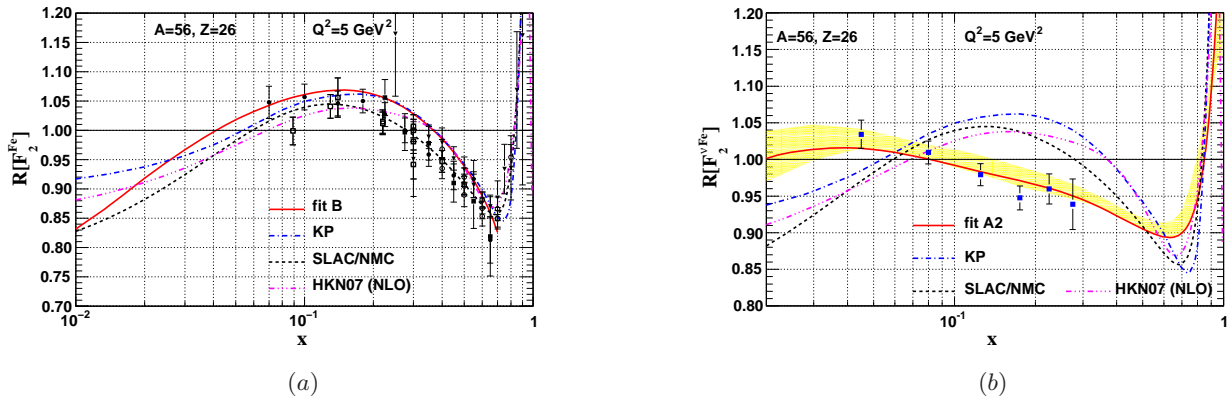 A=56, Z=26 Q²=5 GeV²
R[F₂^Fe]
1.20
1.15
1.10
1.05
1.00
0.95
0.90
0.85
0.80
0.75
0.70
fit B
KP
SLAC/NMC
HKN07 (NLO)
10⁻² 10⁻¹ 1
x
(a)
A=56, Z=26 Q²=5 GeV²
R[F₂^νFe]
1.20
1.15
1.10
1.05
1.00
0.95
0.90
0.85
0.80
fit A2
KP
SLAC/NMC HKN07 (NLO)
10⁻¹ 1
x
(b)